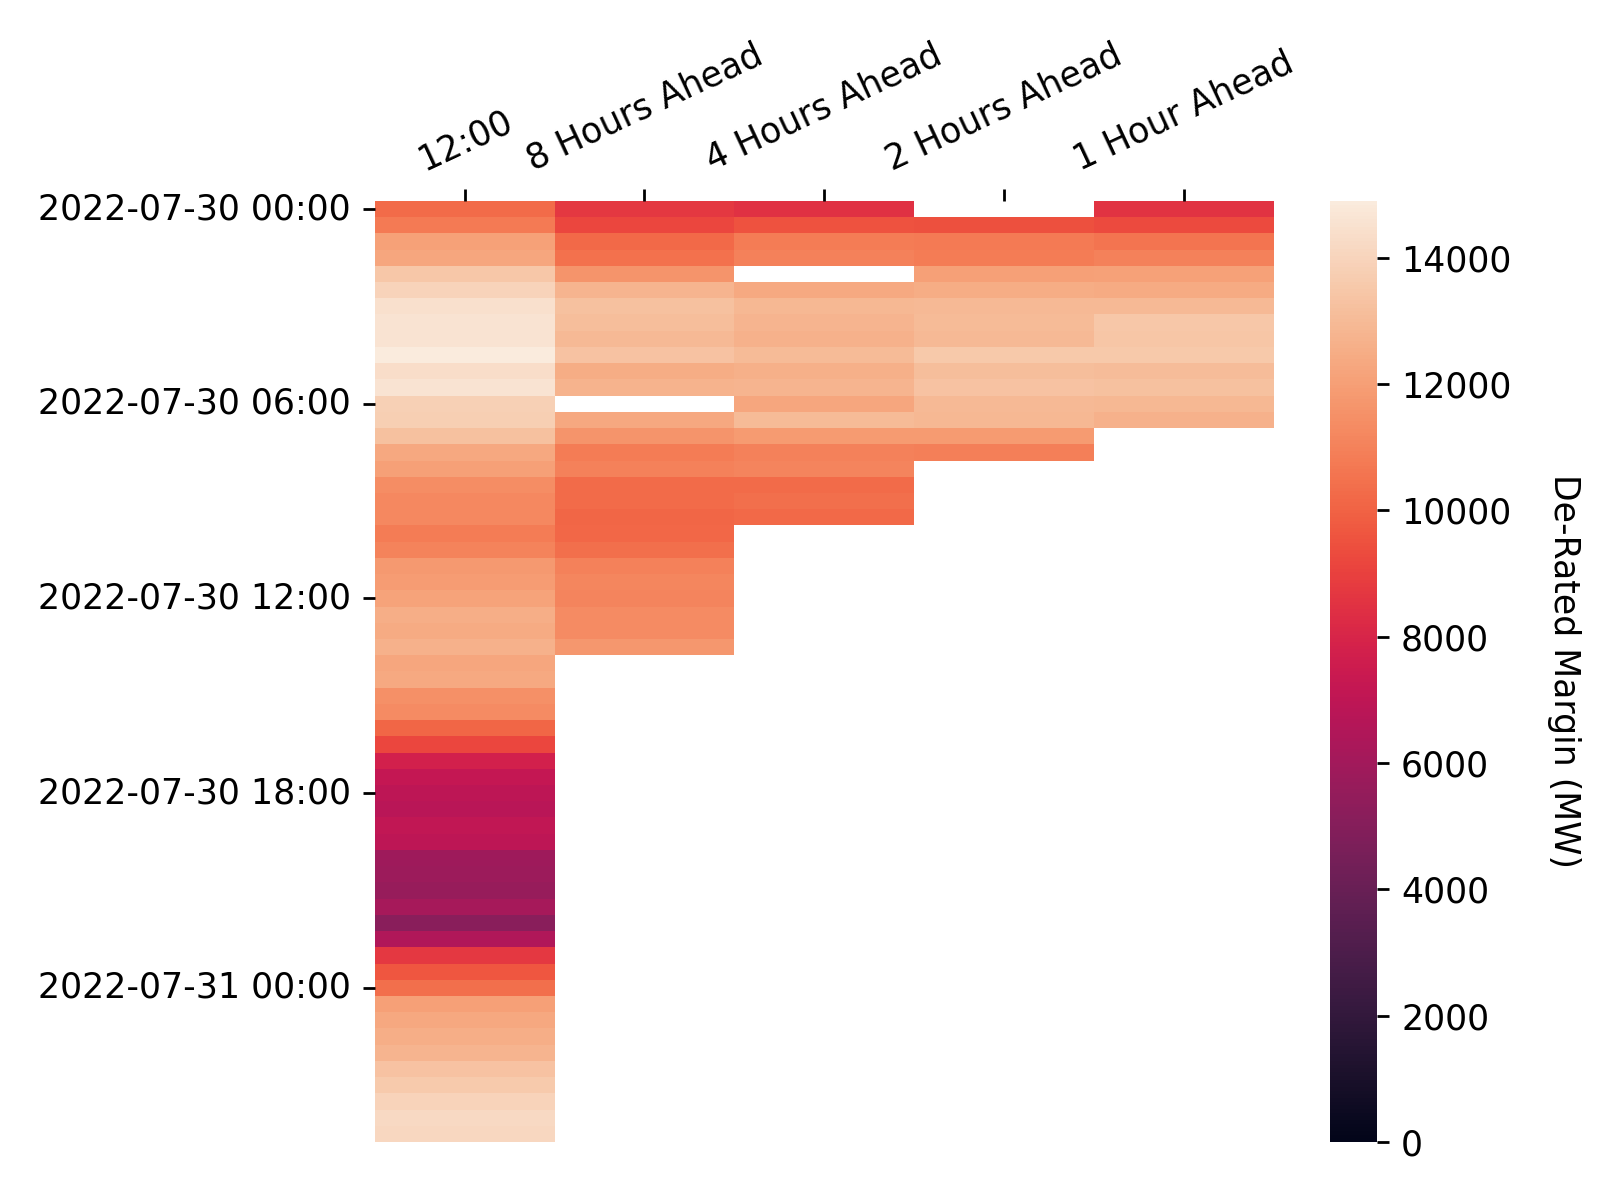 12:00
8 Hours Ahead
4 Hours Ahead
2 Hours Ahead
1 Hour Ahead
2022-07-30 00:00
2022-07-30 06:00
2022-07-30 12:00
2022-07-30 18:00
2022-07-31 00:00
14000
12000
10000
8000
6000
4000
2000
0
De-Rated Margin (MW)